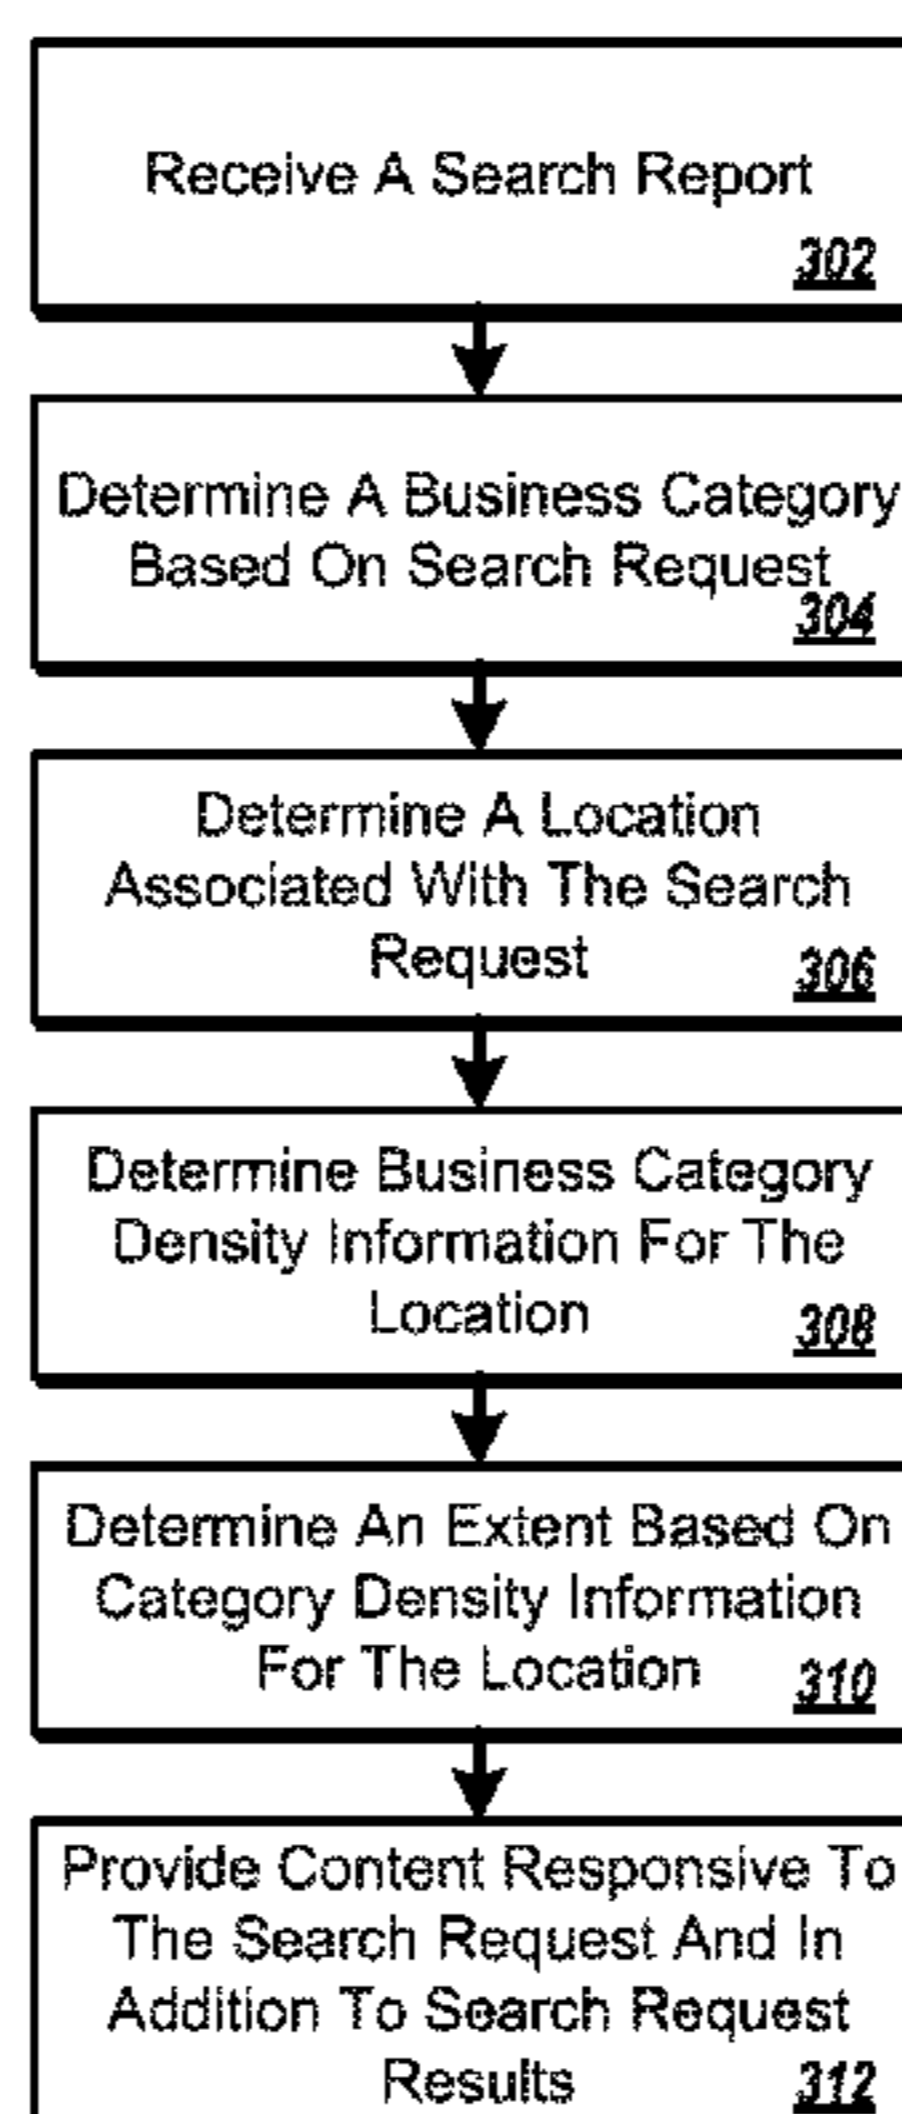 Receive A Search Report
302
Determine A Business Category
Based On Search Request
304
Determine A Location
Associated With The Search
Request
306
Determine Business Category
Density Information For The
Location
308
Determine An Extent Based On
Category Density Information
For The Location
310
Provide Content Responsive To
The Search Request And In
Addition To Search Request
Results
312